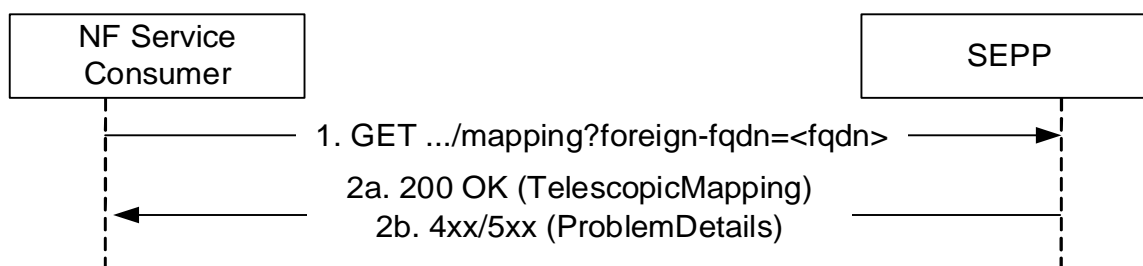 NF Service
Consumer
SEPP
1. GET .../mapping?foreign-fqdn=<fqdn>
2a. 200 OK (TelescopicMapping)
2b. 4xx/5xx (ProblemDetails)